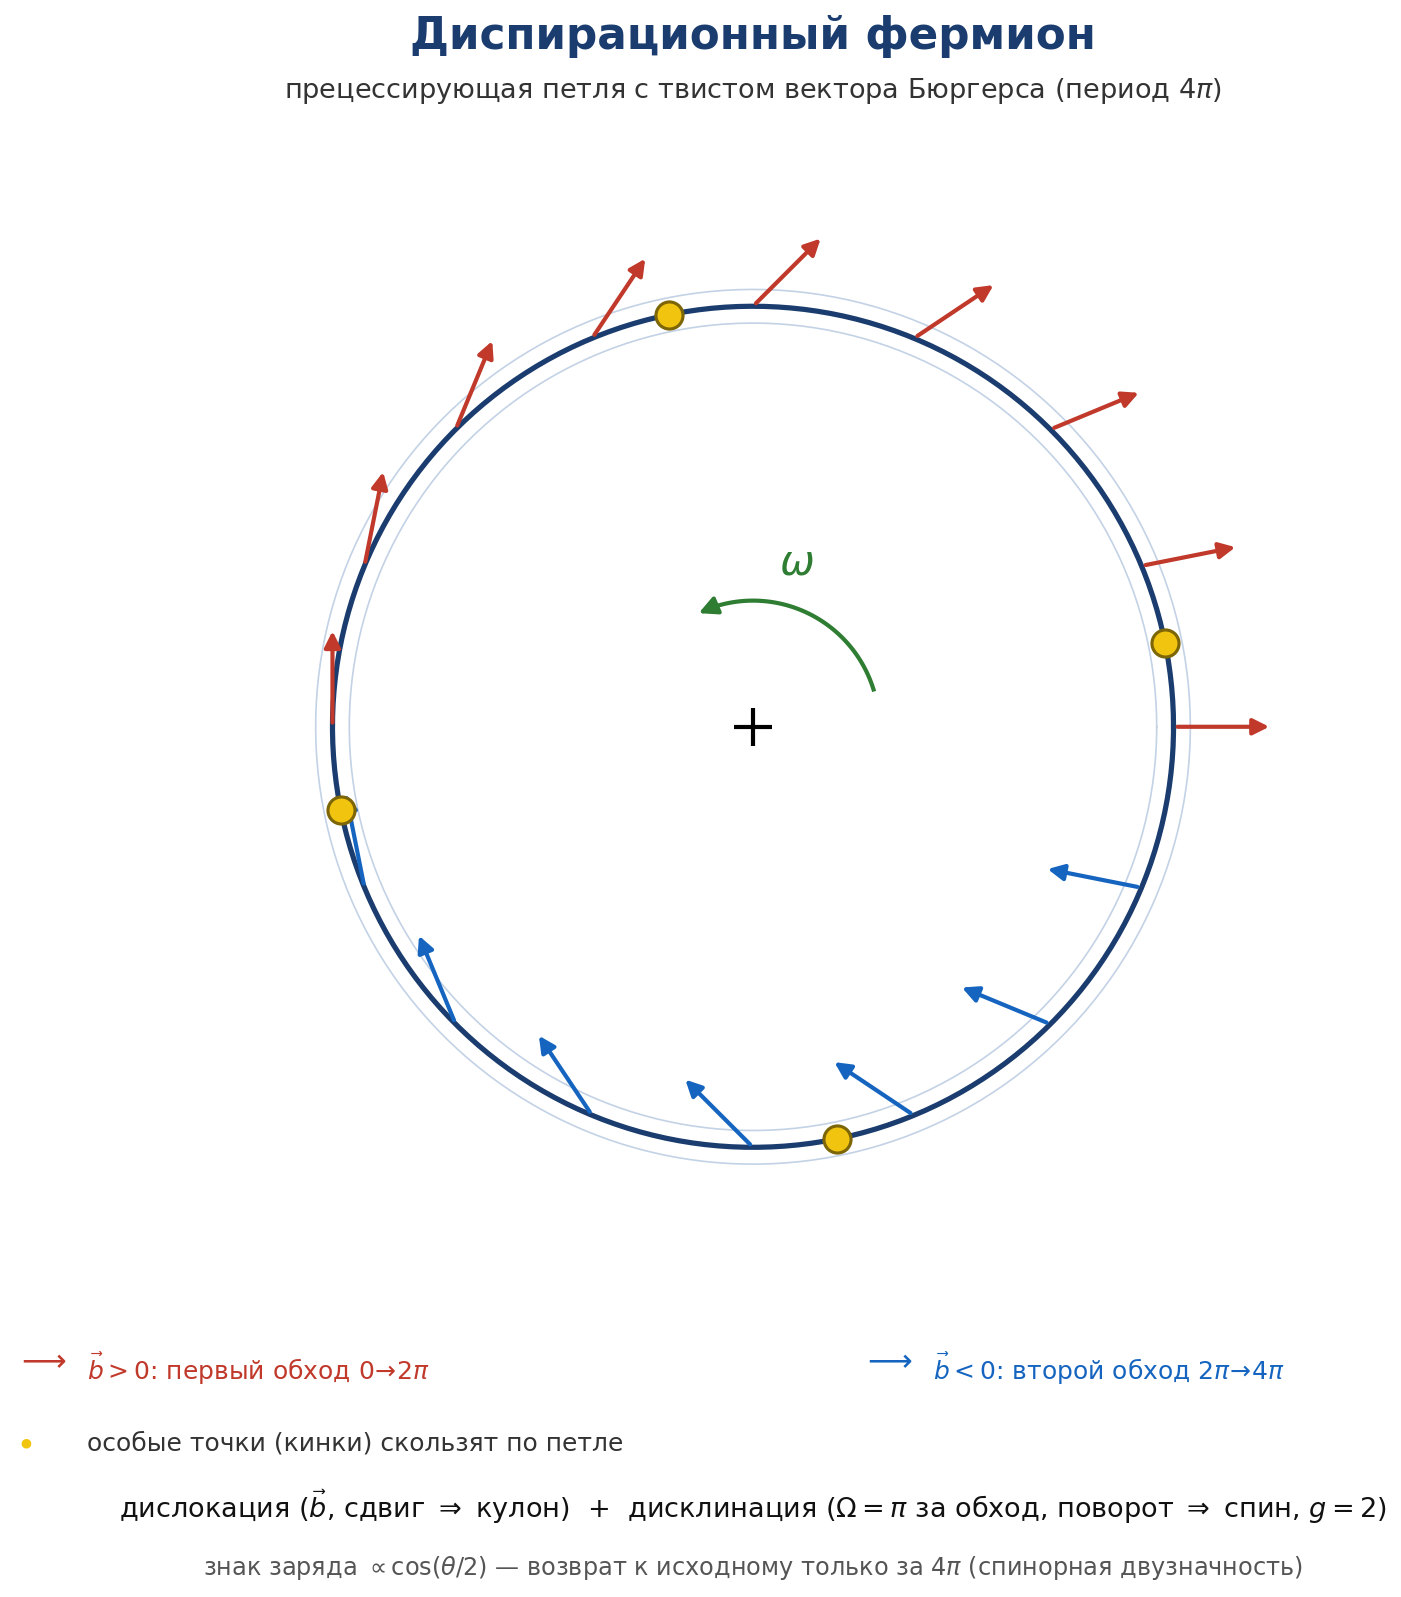 Диспирационный фермион
прецессирующая петля с твистом вектора Бюргерса (период 4π)
ω
⟶ b⃗ > 0: первый обход 0→2π
⟶ b⃗ < 0: второй обход 2π→4π
особые точки (кинки) скользят по петле
дислокация (b⃗, сдвиг ⇒ кулон) + дисклинация (Ω = π за обход, поворот ⇒ спин, g = 2)
знак заряда ∝ cos(θ/2) — возврат к исходному только за 4π (спинорная двузначность)